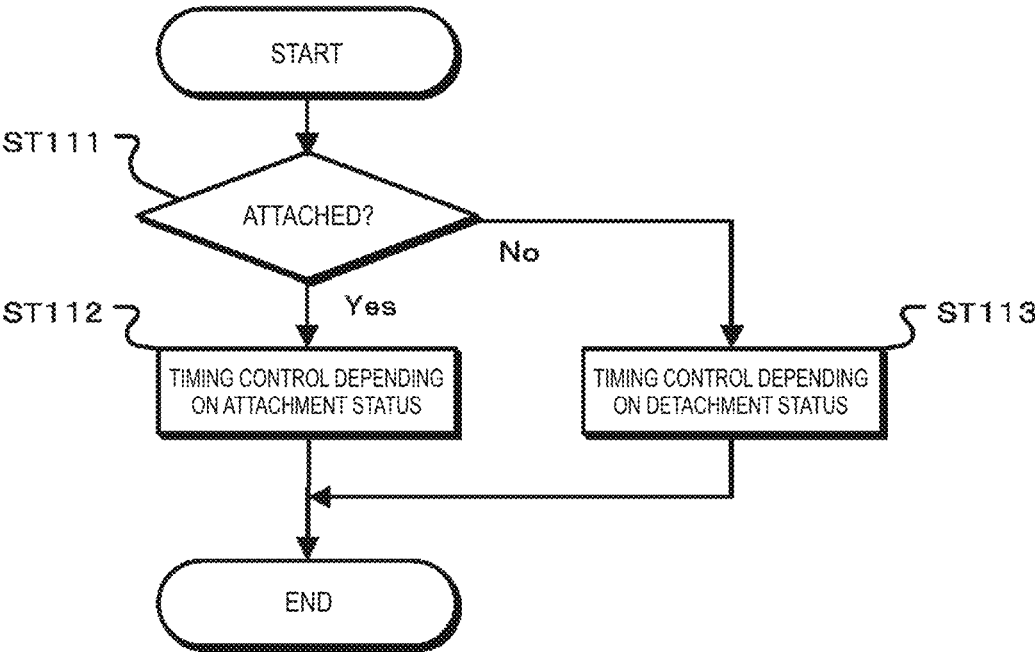 START
ST111
ATTACHED?
No
Yes
ST112
ST113
TIMING CONTROL DEPENDING
ON ATTACHMENT STATUS
TIMING CONTROL DEPENDING
ON DETACHMENT STATUS
END